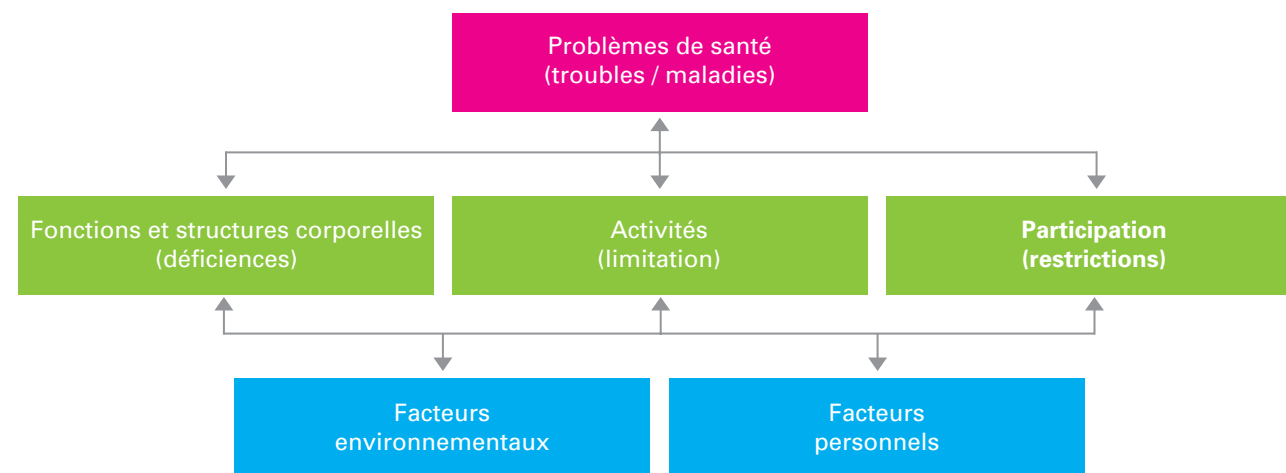 Problèmes de santé
(troubles / maladies)
Fonctions et structures corporelles
(déficiences)
Activités
(limitation)
Participation
(restrictions)
Facteurs
environnementaux
Facteurs
personnels